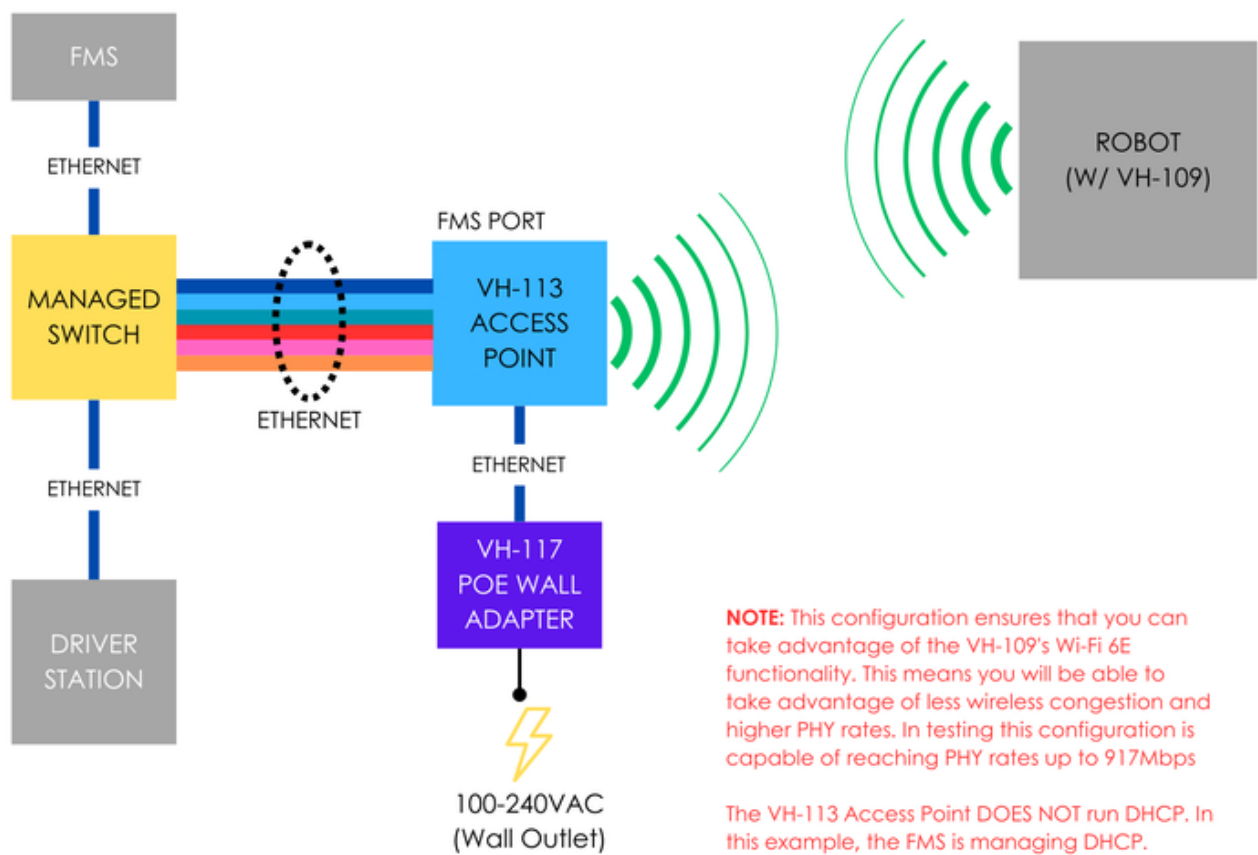 FMS
ETHERNET
MANAGED
SWITCH
ETHERNET
DRIVER
STATION
ETHERNET
FMS PORT
VH-113
ACCESS
POINT
ETHERNET
VH-117
POE WALL
ADAPTER
100-240VAC
(Wall Outlet)
ROBOT
(W/ VH-109)
NOTE: This configuration ensures that you can
take advantage of the VH-109's Wi-Fi 6E
functionality. This means you will be able to
take advantage of less wireless congestion and
higher PHY rates. In testing this configuration is
capable of reaching PHY rates up to 917Mbps
The VH-113 Access Point DOES NOT run DHCP. In
this example, the FMS is managing DHCP.